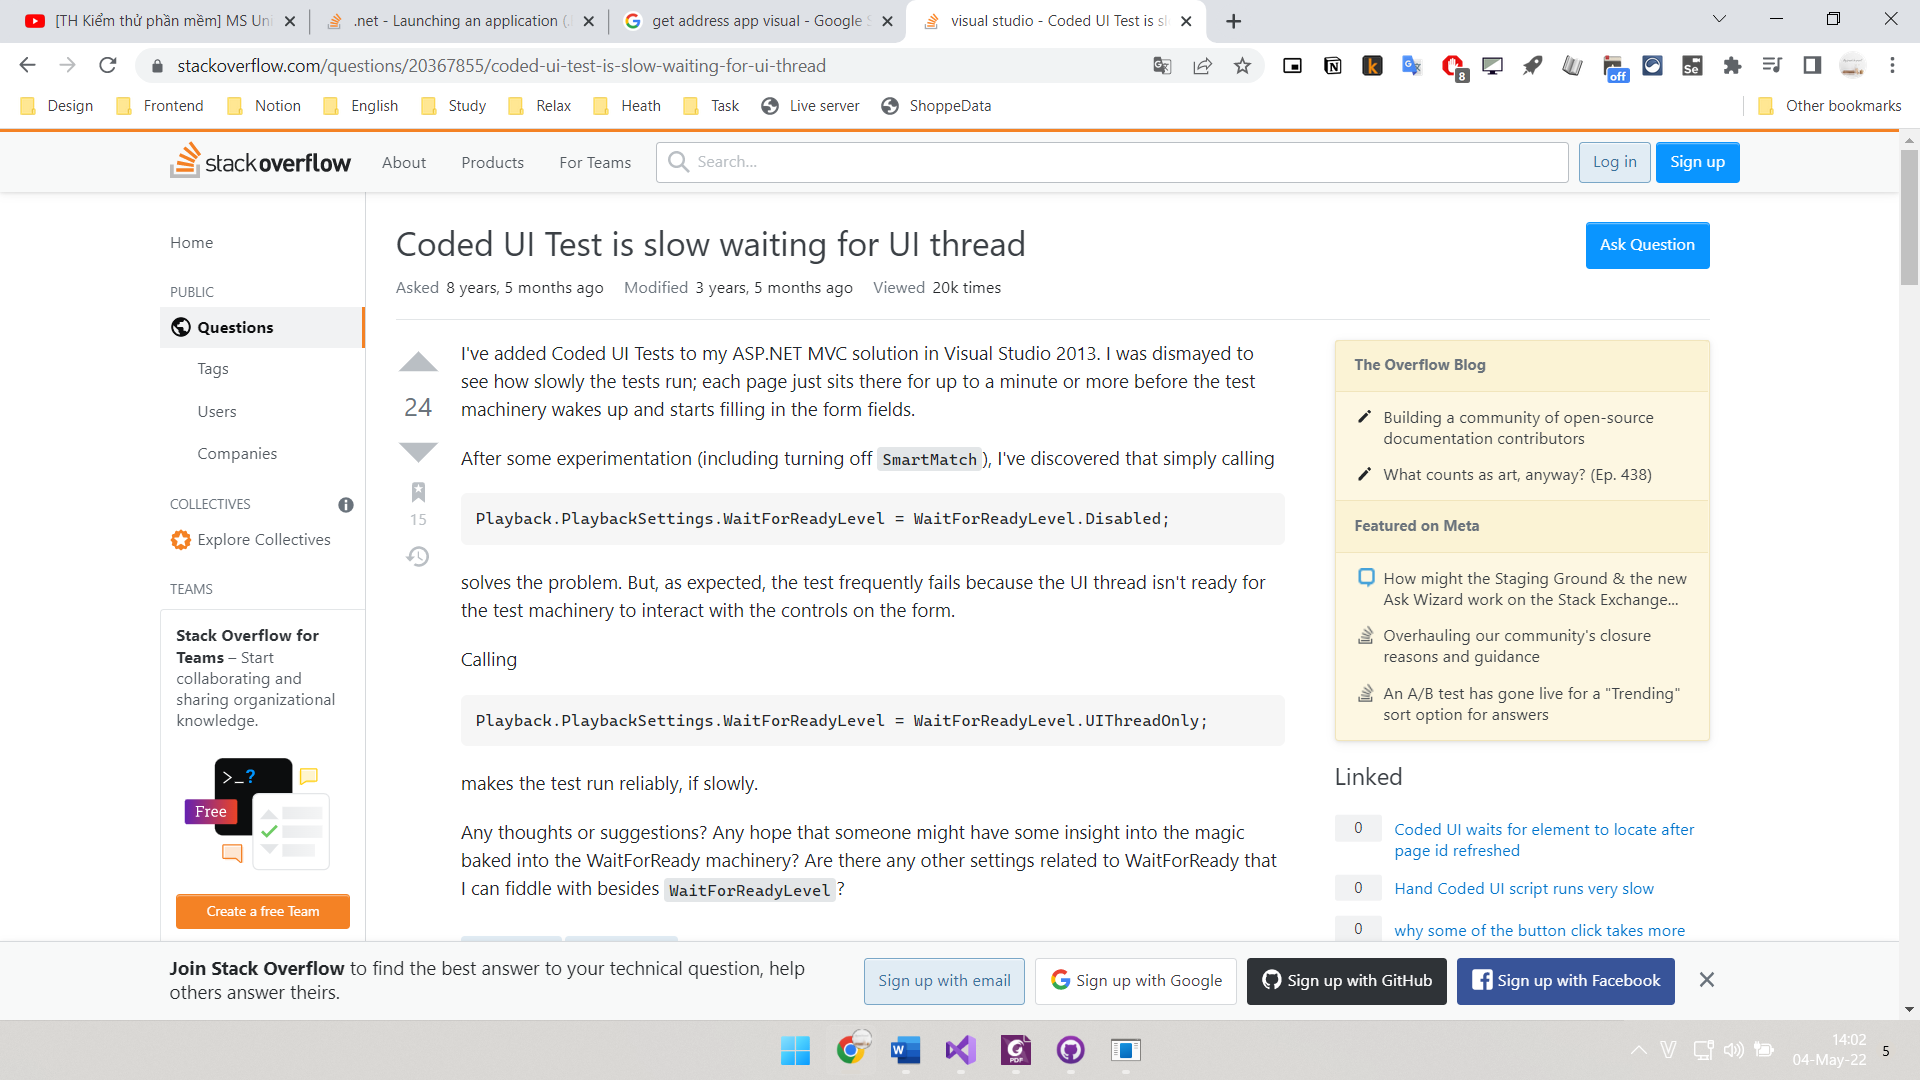 [TH Kiểm thử phần mềm] MS Uni
.net - Launching an application (.
get address app visual - Google S
visual studio - Coded UI Test is sl
stackoverflow.com/questions/20367855/coded-ui-test-is-slow-waiting-for-ui-thread
8
off
Se
Design
Frontend
Notion
English
Study
Relax
Heath
Task
Live server
ShoppeData
Other bookmarks
stackoverflow
About
Products
For Teams
Search...
Log in
Sign up
Home
PUBLIC
Questions
Tags
Users
Companies
COLLECTIVES
Explore Collectives
TEAMS
Stack Overflow for
Teams – Start
collaborating and
sharing organizational
knowledge.
>_?
Free
Create a free Team
Coded UI Test is slow waiting for UI thread
Ask Question
Asked 8 years, 5 months ago Modified 3 years, 5 months ago Viewed 20k times
24
15
I've added Coded UI Tests to my ASP.NET MVC solution in Visual Studio 2013. I was dismayed to
see how slowly the tests run; each page just sits there for up to a minute or more before the test
machinery wakes up and starts filling in the form fields.
After some experimentation (including turning off SmartMatch), I've discovered that simply calling
Playback.PlaybackSettings.WaitForReadyLevel = WaitForReadyLevel.Disabled;
solves the problem. But, as expected, the test frequently fails because the UI thread isn't ready for
the test machinery to interact with the controls on the form.
Calling
Playback.PlaybackSettings.WaitForReadyLevel = WaitForReadyLevel.UIThreadOnly;
makes the test run reliably, if slowly.
Any thoughts or suggestions? Any hope that someone might have some insight into the magic
baked into the WaitForReady machinery? Are there any other settings related to WaitForReady that
I can fiddle with besides WaitForReadyLevel?
The Overflow Blog
Building a community of open-source
documentation contributors
What counts as art, anyway? (Ep. 438)
Featured on Meta
How might the Staging Ground & the new
Ask Wizard work on the Stack Exchange...
Overhauling our community's closure
reasons and guidance
An A/B test has gone live for a "Trending"
sort option for answers
Linked
0 Coded UI waits for element to locate after
page id refreshed
0 Hand Coded UI script runs very slow
0 why some of the button click takes more
Join Stack Overflow to find the best answer to your technical question, help
others answer theirs.
Sign up with email
Sign up with Google
Sign up with GitHub
Sign up with Facebook
14:02
04-May-22
5